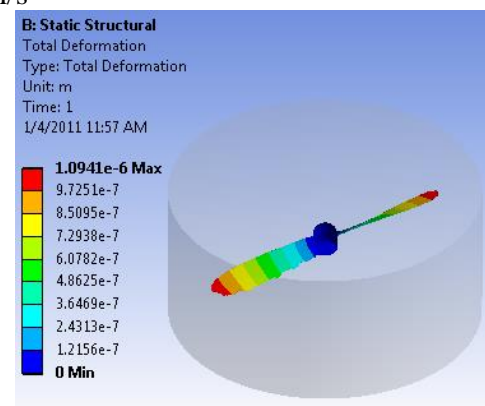 B: Static Structural
Total Deformation
Type: Total Deformation
Unit: m
Time: 1
1/4/2011 11:57 AM
1.0941e-6 Max
9.7251e-7
8.5095e-7
7.2938e-7
6.0782e-7
4.8625e-7
3.6469e-7
2.4313e-7
1.2156e-7
0 Min